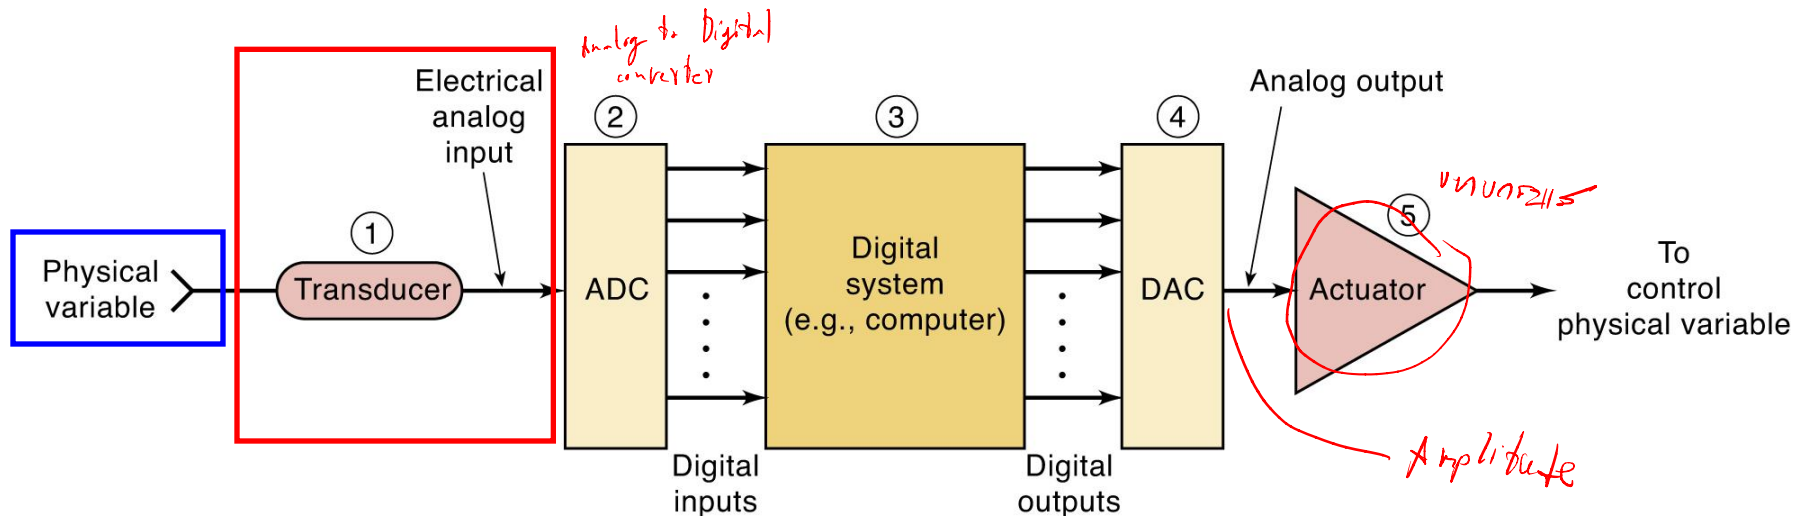 Analog to Digital
converter
Electrical
analog
input
Analog output
1
2
3
4
5
Physical
variable
Transducer
ADC
Digital
system
(e.g., computer)
DAC
Actuator
To
control
physical variable
Digital
inputs
Digital
outputs
Amplitute